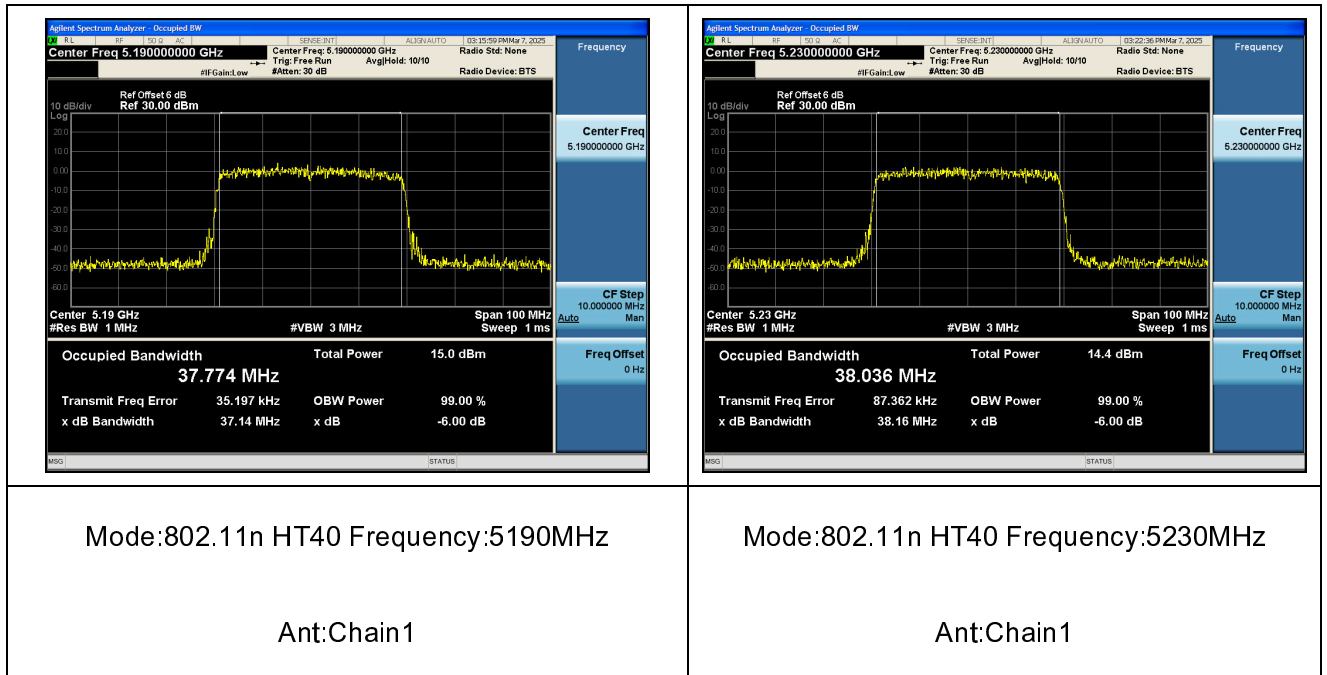 Agilent Spectrum Analyzer - Occupied BW
RL RF 50 Ω AC SENSE:INT ALIGN AUTO 03:15:59 PM Mar 7, 2025
Center Freq 5.190000000 GHz
Center Freq: 5.190000000 GHz
Radio Std: None
Trig: Free Run Avg|Hold: 10/10
#IFGain:Low #Atten: 30 dB Radio Device: BTS
Ref Offset 6 dB
10 dB/div Ref 30.00 dBm
Log
20.0
10.0
0.00
-10.0
-20.0
-30.0
-40.0
-50.0
-60.0
Center 5.19 GHz Span 100 MHz
#Res BW 1 MHz #VBW 3 MHz Sweep 1 ms
Occupied Bandwidth Total Power 15.0 dBm
37.774 MHz
Transmit Freq Error 35.197 kHz OBW Power 99.00 %
x dB Bandwidth 37.14 MHz x dB -6.00 dB
MSG STATUS
Frequency
Center Freq
5.190000000 GHz
CF Step
10.000000 MHz
Auto Man
Freq Offset
0 Hz
Agilent Spectrum Analyzer - Occupied BW
RL RF 50 Ω AC SENSE:INT ALIGN AUTO 03:22:36 PM Mar 7, 2025
Center Freq 5.230000000 GHz
Center Freq: 5.230000000 GHz
Radio Std: None
Trig: Free Run Avg|Hold: 10/10
#IFGain:Low #Atten: 30 dB Radio Device: BTS
Ref Offset 6 dB
10 dB/div Ref 30.00 dBm
Log
20.0
10.0
0.00
-10.0
-20.0
-30.0
-40.0
-50.0
-60.0
Center 5.23 GHz Span 100 MHz
#Res BW 1 MHz #VBW 3 MHz Sweep 1 ms
Occupied Bandwidth Total Power 14.4 dBm
38.036 MHz
Transmit Freq Error 87.362 kHz OBW Power 99.00 %
x dB Bandwidth 38.16 MHz x dB -6.00 dB
MSG STATUS
Frequency
Center Freq
5.230000000 GHz
CF Step
10.000000 MHz
Auto Man
Freq Offset
0 Hz
Mode:802.11n HT40 Frequency:5190MHz
Ant:Chain1
Mode:802.11n HT40 Frequency:5230MHz
Ant:Chain1